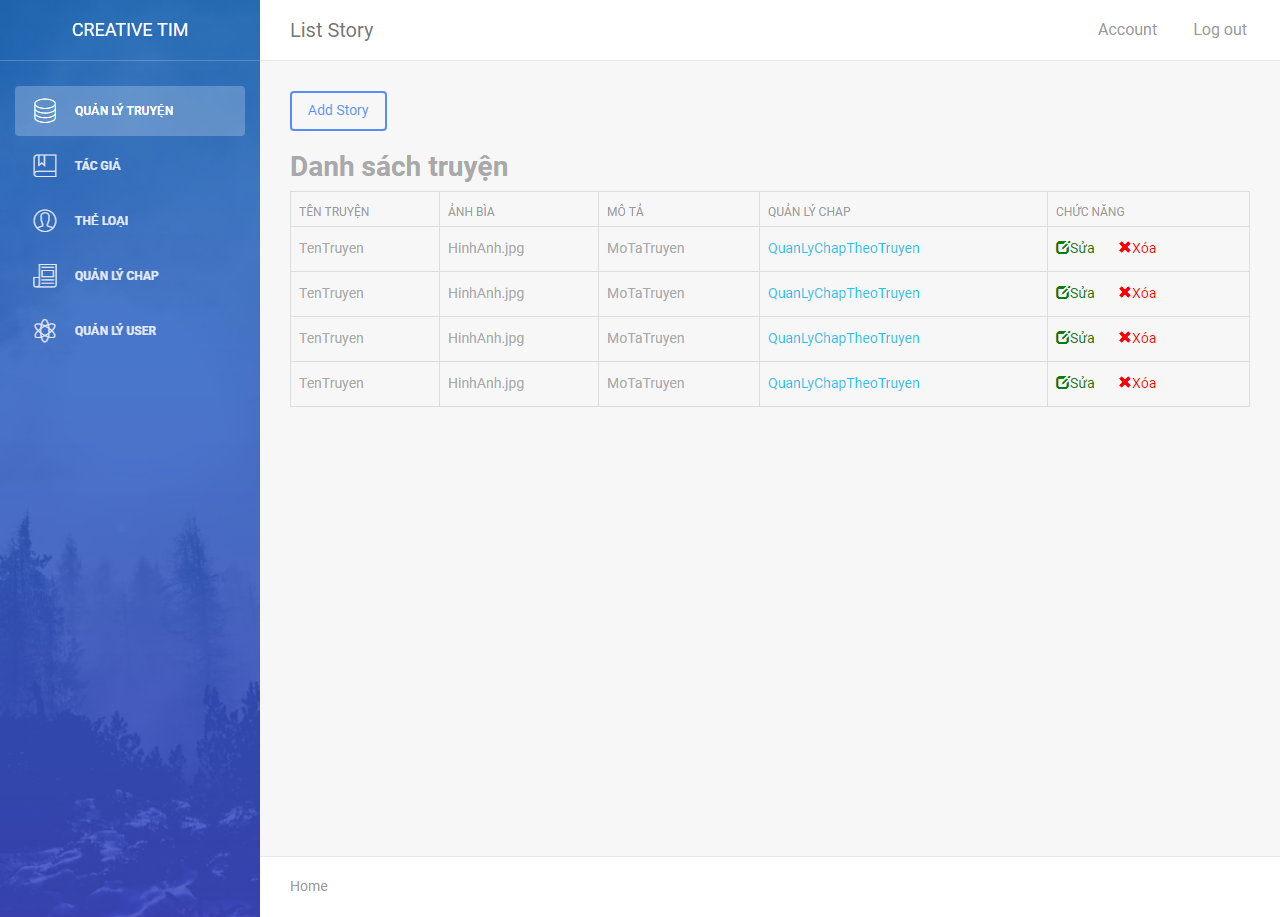 CREATIVE TIM
List Story
Account
Log out
QUẢN LÝ TRUYỆN
TÁC GIẢ
THỂ LOẠI
QUẢN LÝ CHAP
QUẢN LÝ USER
Add Story
Danh sách truyện
TÊN TRUYỆN ẢNH BÌA MÔ TẢ QUẢN LÝ CHAP CHỨC NĂNG
TenTruyen HinhAnh.jpg MoTaTruyen QuanLyChapTheoTruyen Sửa Xóa
TenTruyen HinhAnh.jpg MoTaTruyen QuanLyChapTheoTruyen Sửa Xóa
TenTruyen HinhAnh.jpg MoTaTruyen QuanLyChapTheoTruyen Sửa Xóa
TenTruyen HinhAnh.jpg MoTaTruyen QuanLyChapTheoTruyen Sửa Xóa
Home